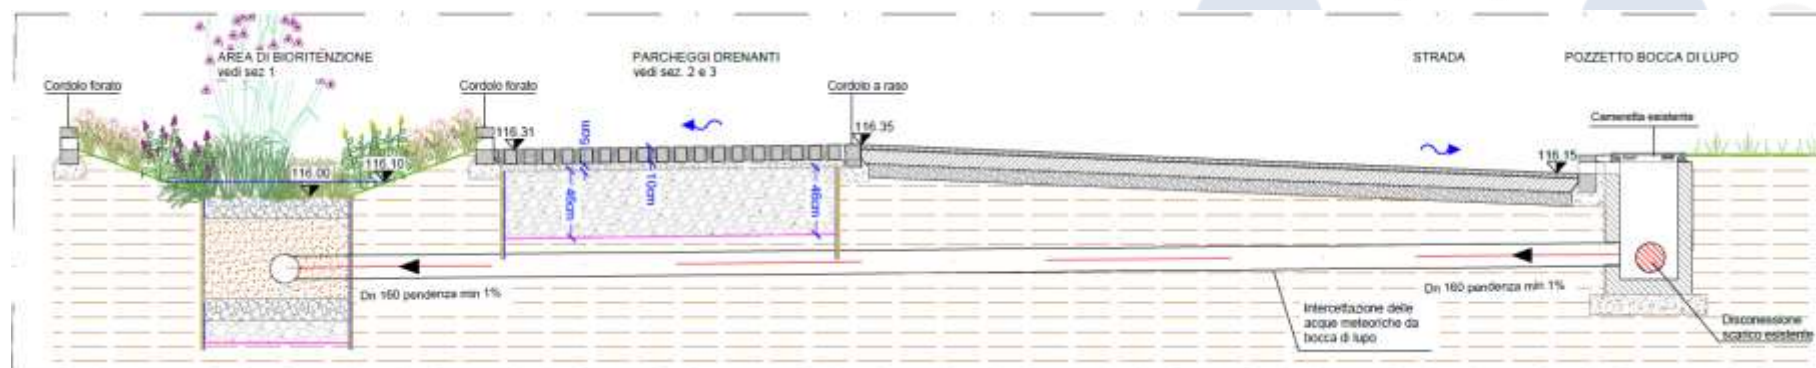 AREA DI BIORITENZIONE
vedi sez 1
PARCHEGGI DRENANTI
vedi sez. 2 e 3
STRADA
POZZETTO BOCCA DI LUPO
Cordolo forato
Cordolo forato
Cordolo a raso
Cameretta esistente
116.31
116.35
116.15
116.10
116.00
5cm
10cm
46cm
46cm
Dn 160 pendenza min 1%
Dn 160 pendenza min 1%
Intercettazione delle
acque meteoriche da
bocca di lupo
Disconessione
scarico esistente